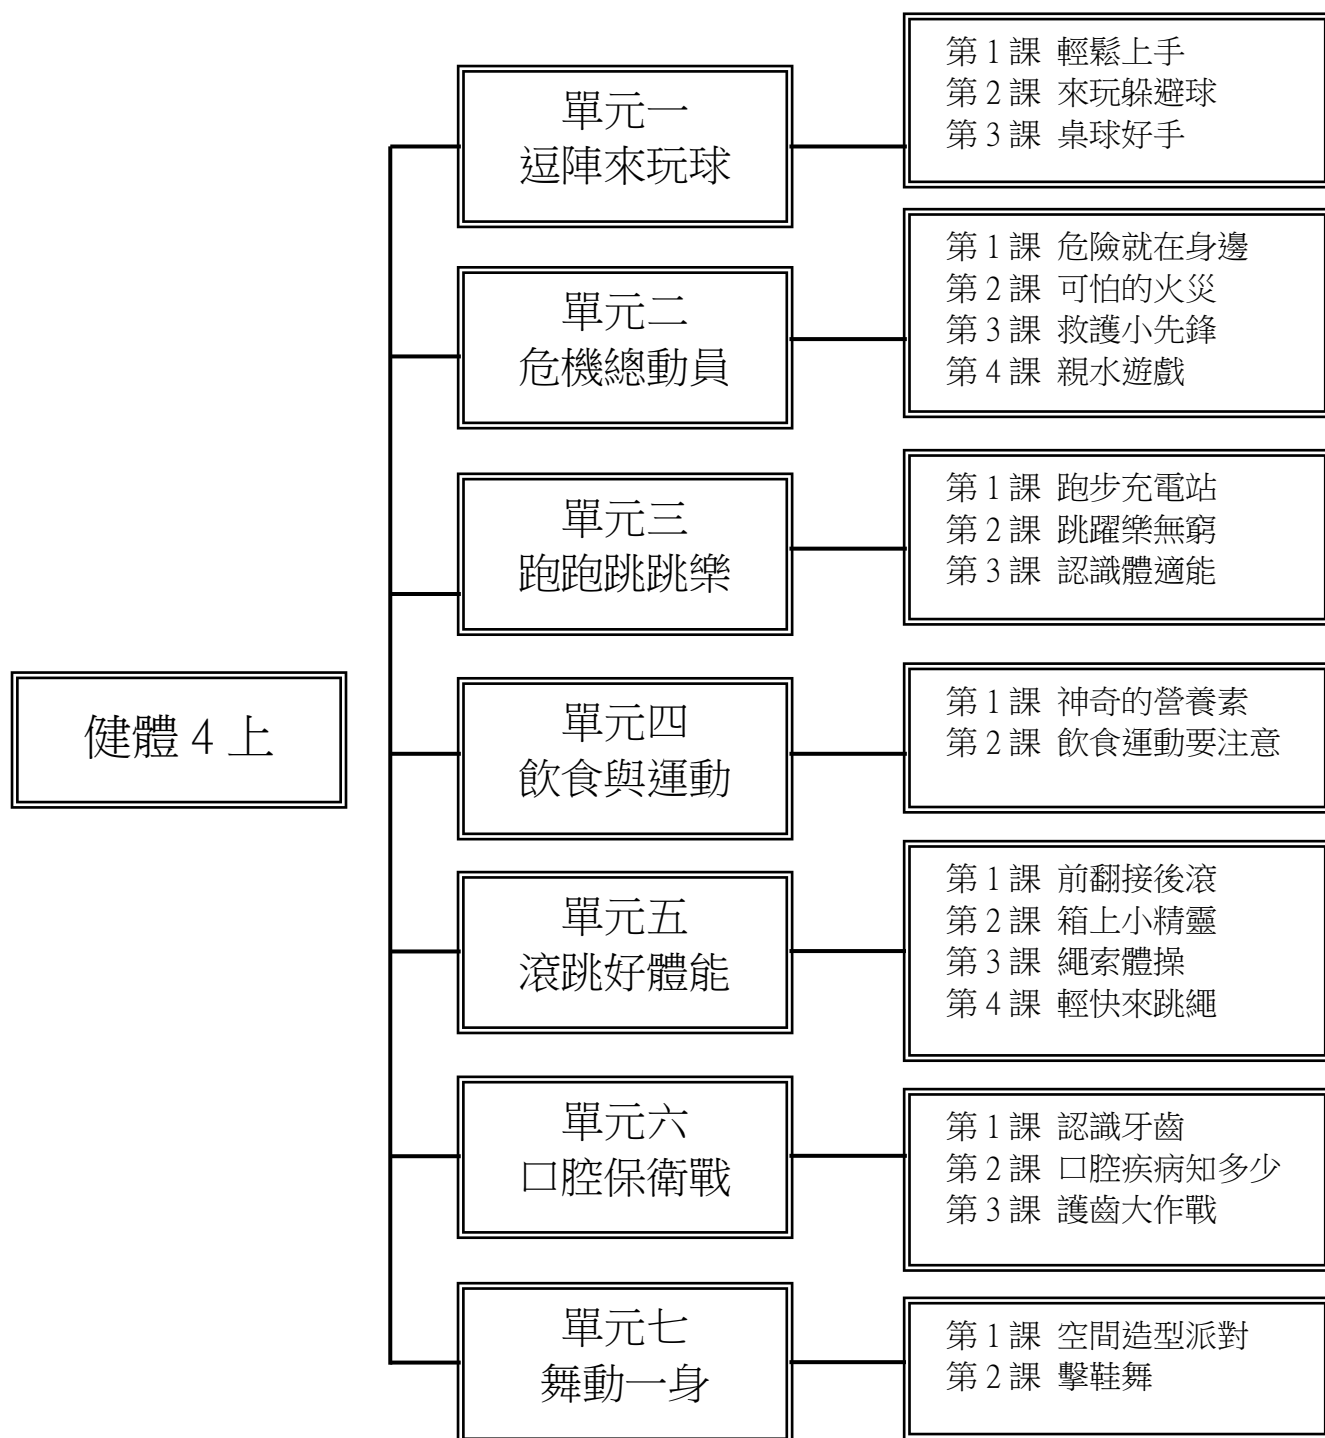 健體 4 上
單元一
逗陣來玩球
第 1 課 輕鬆上手
第 2 課 來玩躲避球
第 3 課 桌球好手
單元二
危機總動員
第 1 課 危險就在身邊
第 2 課 可怕的火災
第 3 課 救護小先鋒
第 4 課 親水遊戲
單元三
跑跑跳跳樂
第 1 課 跑步充電站
第 2 課 跳躍樂無窮
第 3 課 認識體適能
單元四
飲食與運動
第 1 課 神奇的營養素
第 2 課 飲食運動要注意
單元五
滾跳好體能
第 1 課 前翻接後滾
第 2 課 箱上小精靈
第 3 課 繩索體操
第 4 課 輕快來跳繩
單元六
口腔保衛戰
第 1 課 認識牙齒
第 2 課 口腔疾病知多少
第 3 課 護齒大作戰
單元七
舞動一身
第 1 課 空間造型派對
第 2 課 擊鞋舞